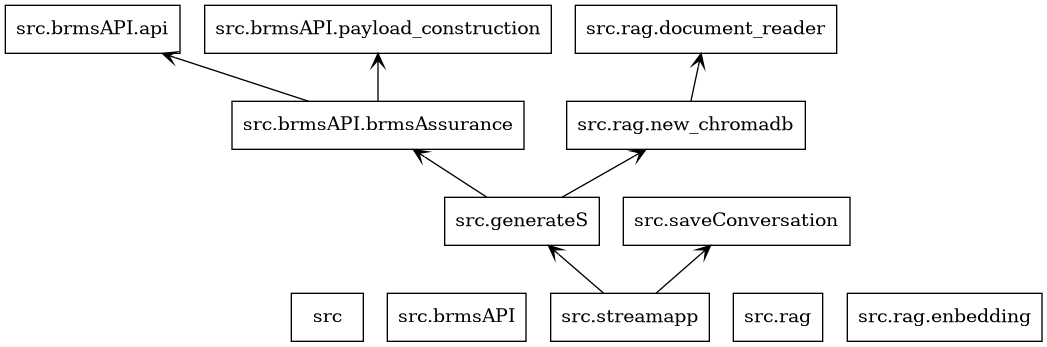 src.brmsAPI.api
src.brmsAPI.payload_construction
src.rag.document_reader
src.brmsAPI.brmsAssurance
src.rag.new_chromadb
src.generateS
src.saveConversation
src
src.brmsAPI
src.streamapp
src.rag
src.rag.enbedding